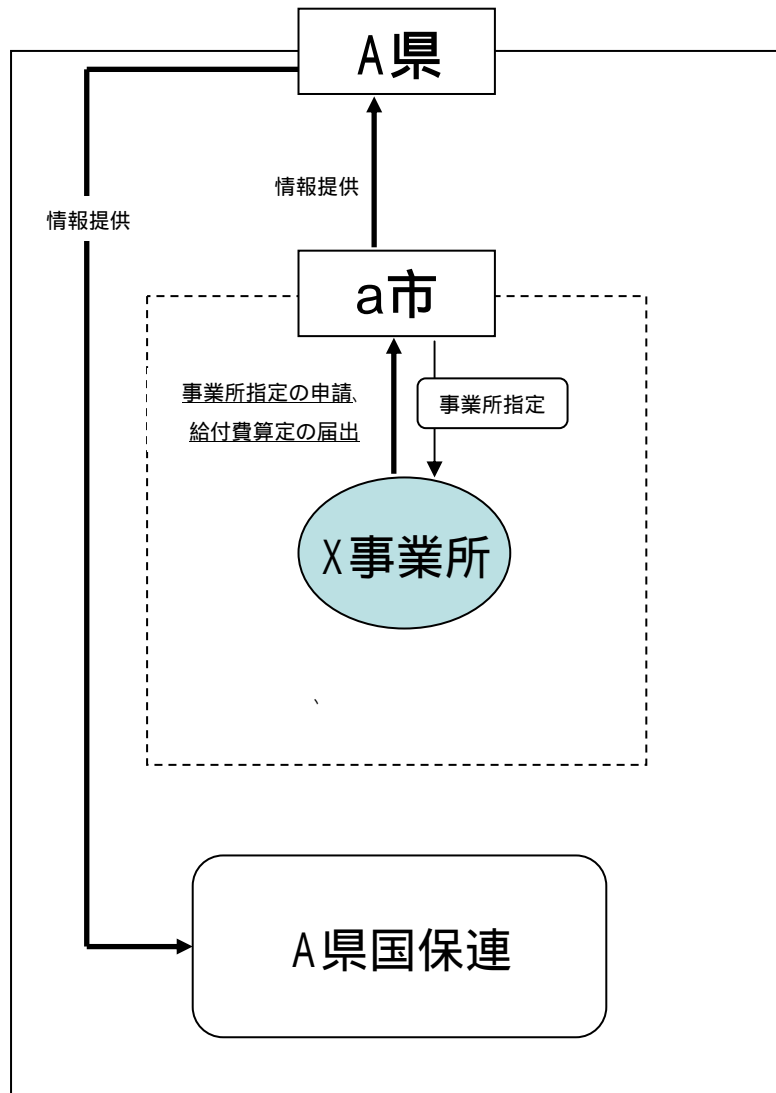 A県
情報提供
情報提供
a市
事業所指定の申請、
給付費算定の届出
事業所指定
X事業所
、
A県国保連